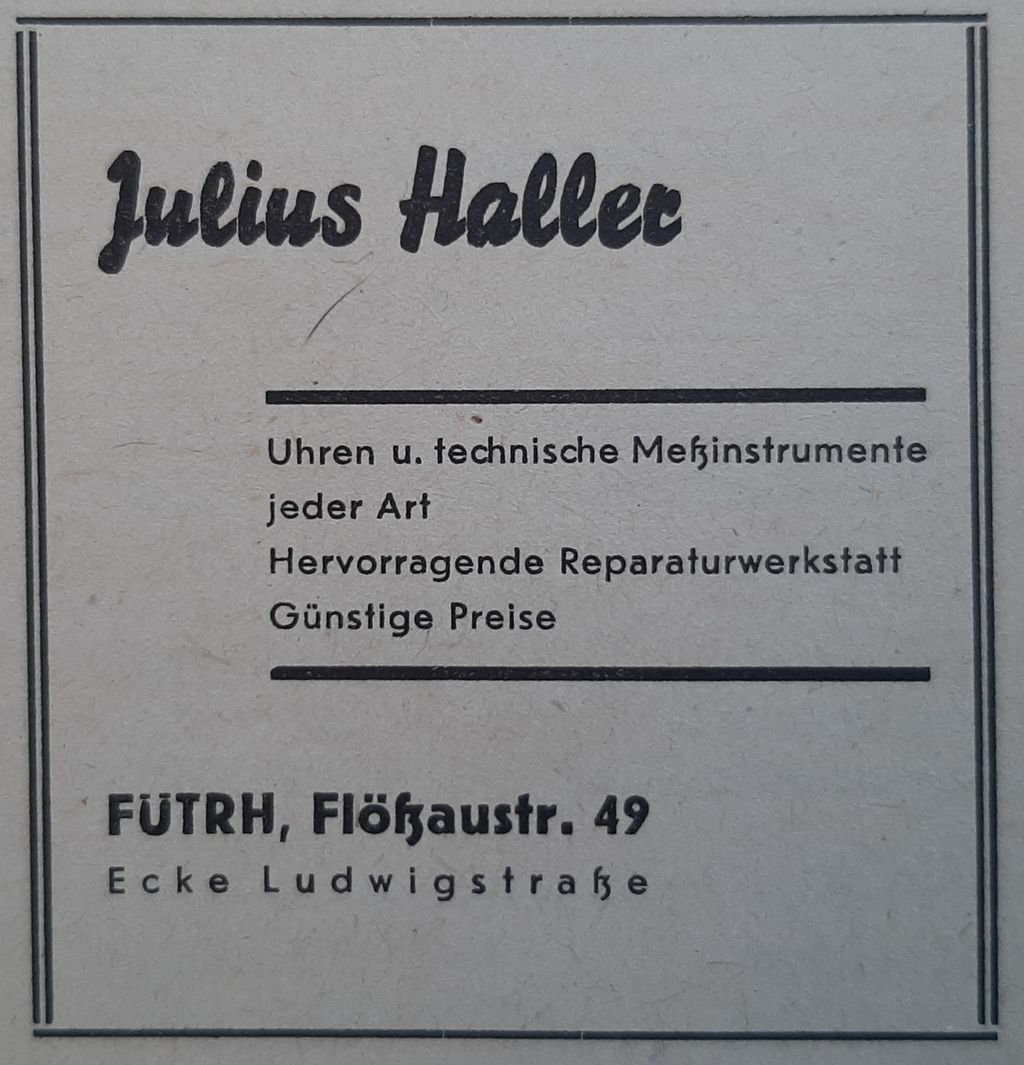 Julius Haller
Uhren u. technische Meßinstrumente
jeder Art
Hervorragende Reparaturwerkstatt
Günstige Preise
FÜTRH, Flößaustr. 49
Ecke Ludwigstraße